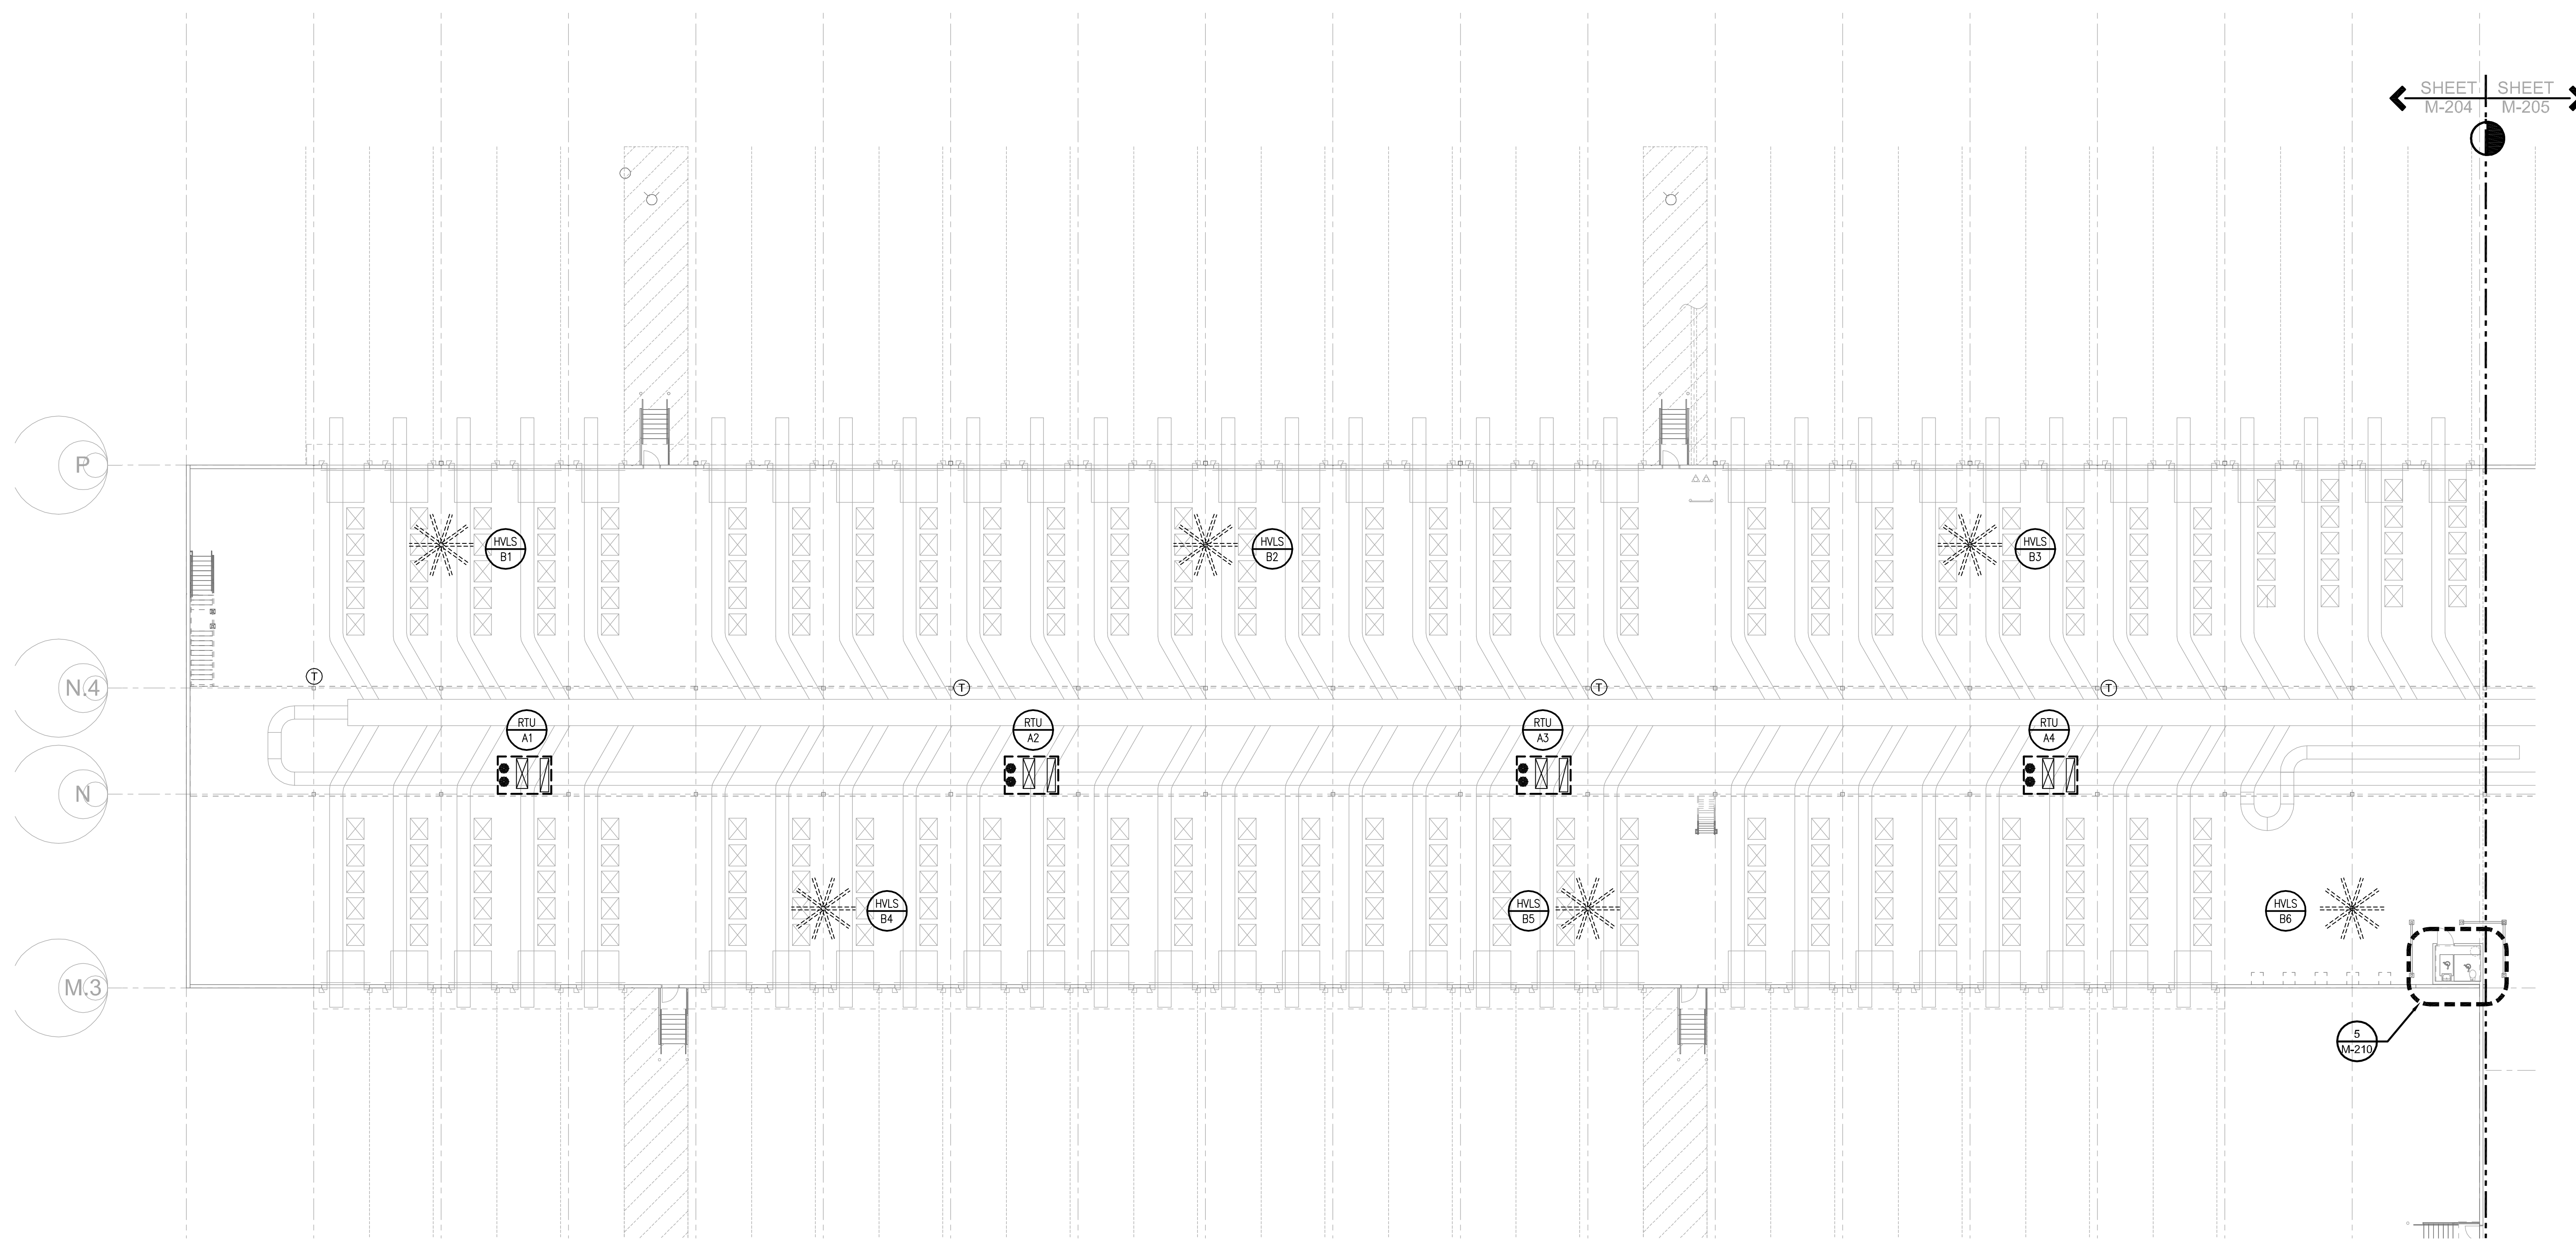 SHEET SHEET
M-204 M-205
P
HVLS
B1
HVLS
B2
HVLS
B3
T
N.4
T
T
T
RTU
A1
RTU
A2
RTU
A3
RTU
A4
N
HVLS
B4
HVLS
B5
HVLS
B6
M.3
5
M-210